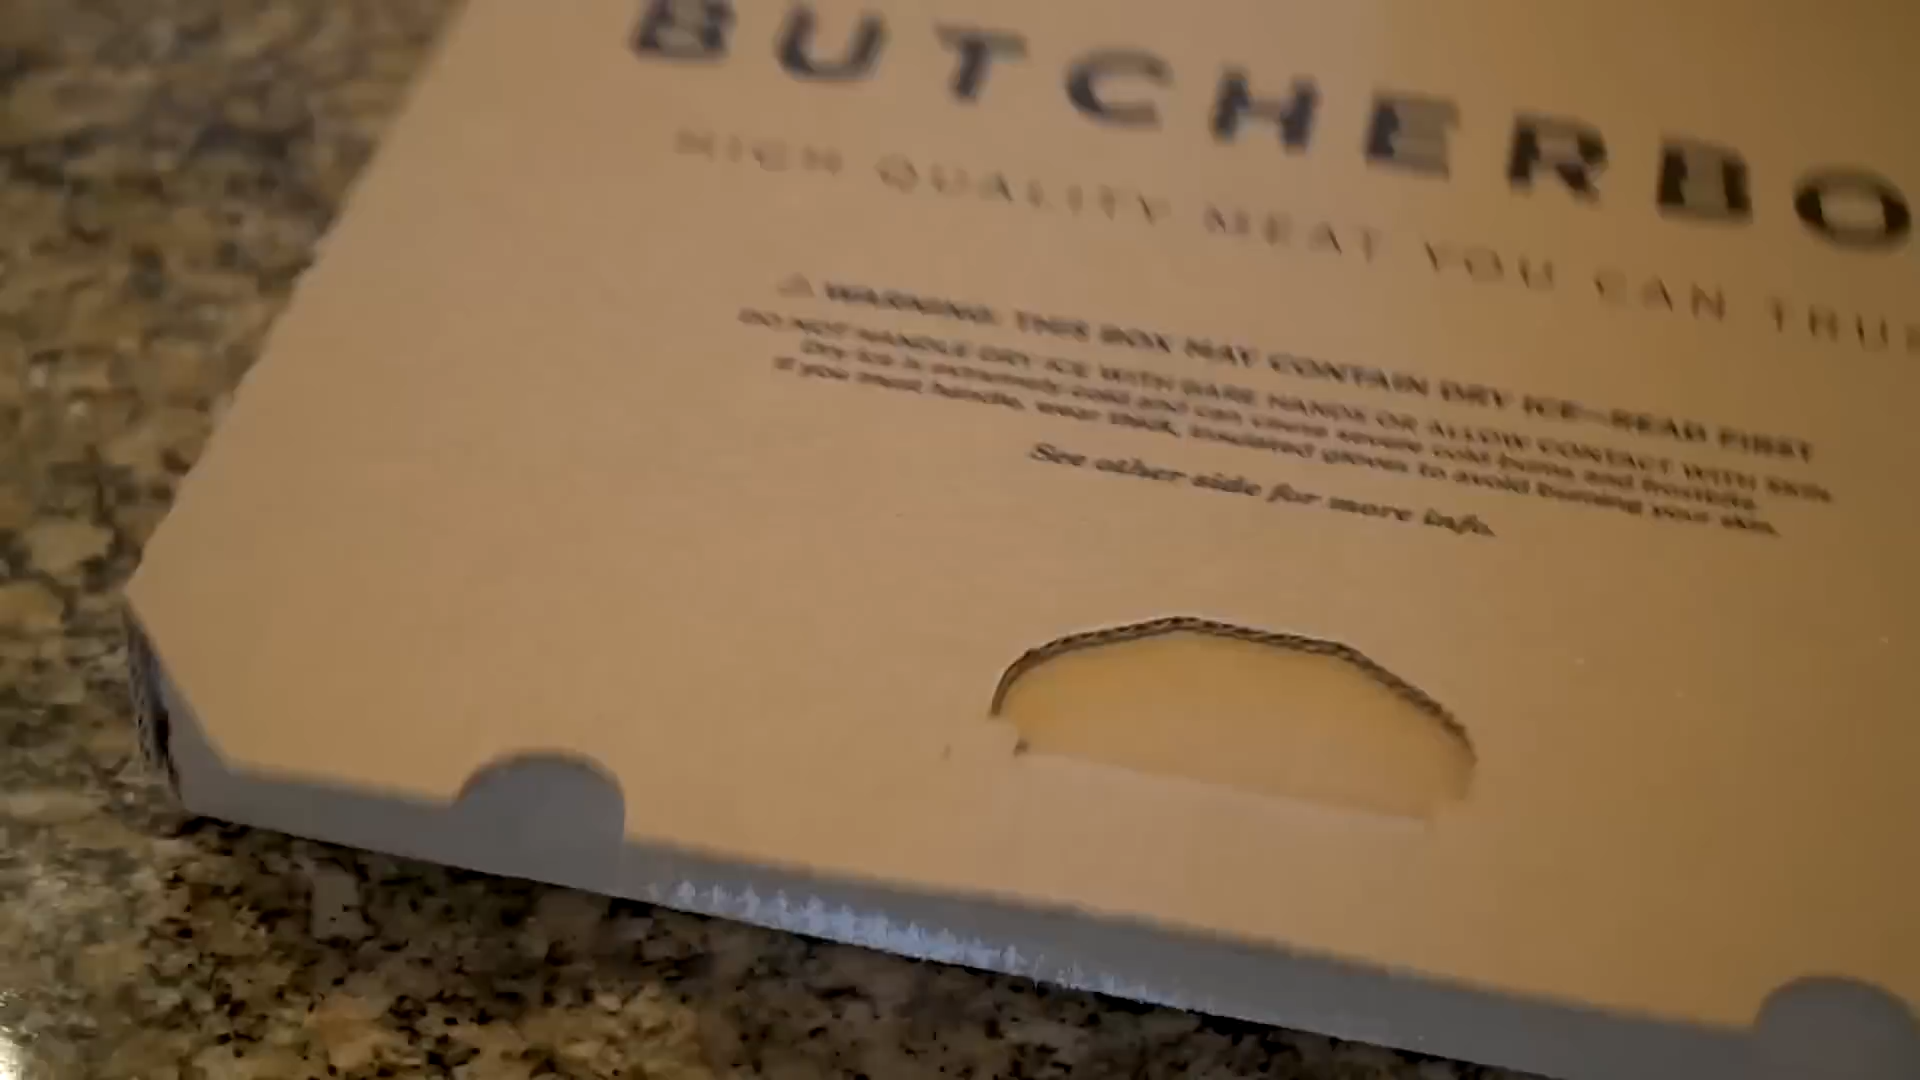 BUTCHERBO
HIGH QUALITY MEAT YOU CAN TRUS
⚠ WARNING: THIS BOX MAY CONTAIN DRY ICE—READ FIRST
DO NOT HANDLE DRY ICE WITH BARE HANDS OR ALLOW CONTACT WITH SKIN.
Dry ice is extremely cold and can cause severe cold burns and frostbite.
If you must handle, wear thick, insulated gloves to avoid burning your skin.
See other side for more info.